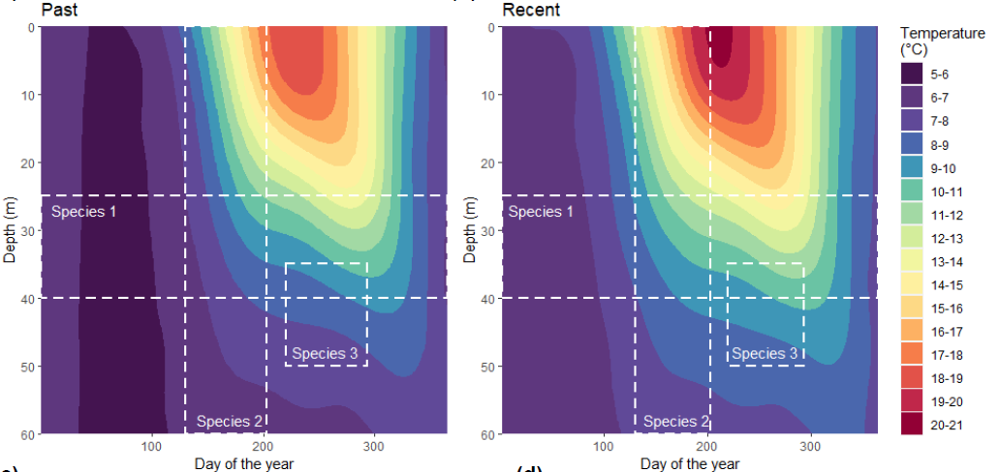 Past
Recent
Temperature
(°C)
5-6
6-7
7-8
8-9
9-10
10-11
11-12
12-13
13-14
14-15
15-16
16-17
17-18
18-19
19-20
20-21
Depth (m)
0
10
20
30
40
50
60
Species 1
Species 3
Species 2
100
200
300
Day of the year
Depth (m)
0
10
20
30
40
50
60
Species 1
Species 3
Species 2
100
200
300
Day of the year
(d)